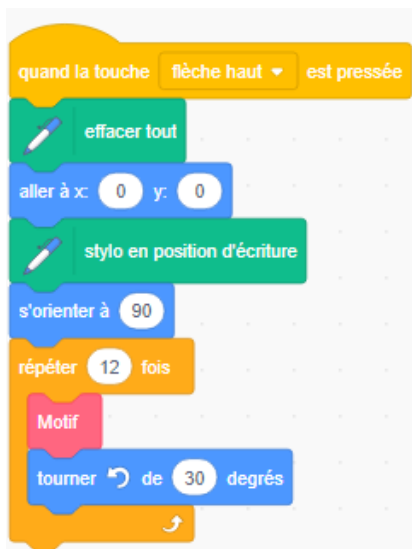 quand la touche flèche haut est pressée
effacer tout
aller à x: 0 y: 0
stylo en position d'écriture
s'orienter à 90
répéter 12 fois
Motif
tourner de 30 degrés